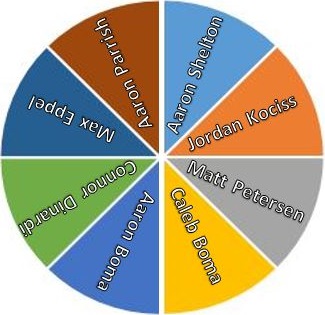 Aaron Shelton
Jordan Kociss
Matt Petersen
Caleb Boma
Aaron Boma
Connor Dinardi
Max Eppel
Aaron Parrish